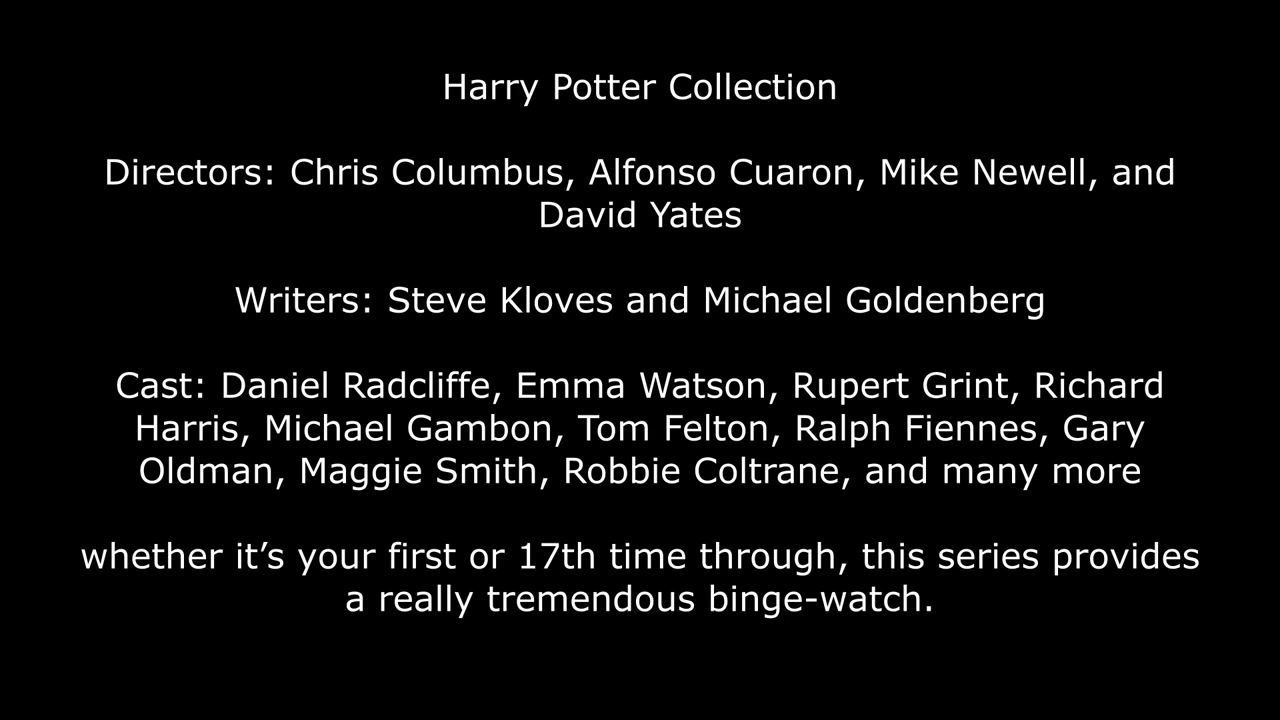 Harry Potter Collection
Directors: Chris Columbus, Alfonso Cuaron, Mike Newell, and
David Yates
Writers: Steve Kloves and Michael Goldenberg
Cast: Daniel Radcliffe, Emma Watson, Rupert Grint, Richard
Harris, Michael Gambon, Tom Felton, Ralph Fiennes, Gary
Oldman, Maggie Smith, Robbie Coltrane, and many more
whether it’s your first or 17th time through, this series provides
a really tremendous binge-watch.